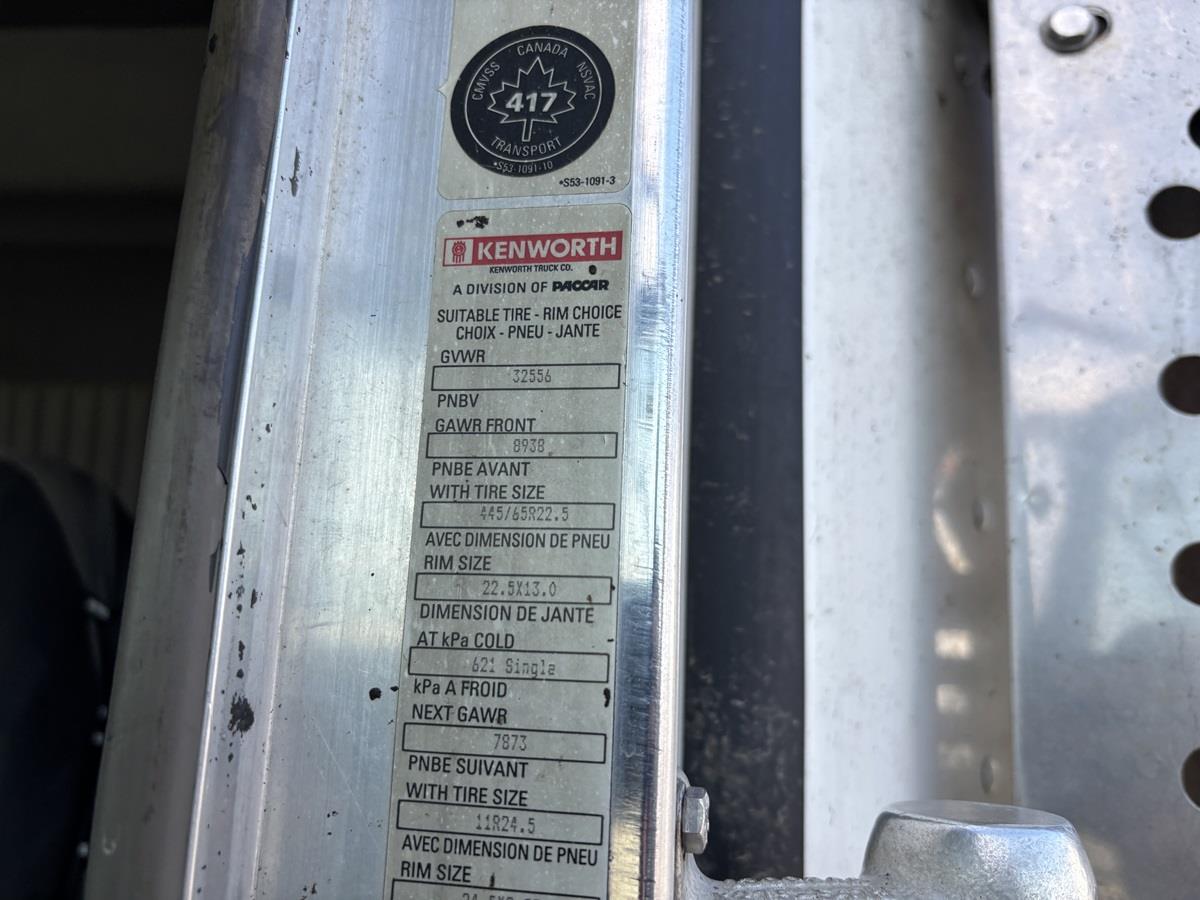 CMVSS CANADA NSVAC
417
TRANSPORT
•S53-1091-10
•S53-1091-3
KENWORTH
KENWORTH TRUCK CO.
A DIVISION OF PACCAR
SUITABLE TIRE - RIM CHOICE
CHOIX - PNEU - JANTE
GVWR
32556
PNBV
GAWR FRONT
8938
PNBE AVANT
WITH TIRE SIZE
445/65R22.5
AVEC DIMENSION DE PNEU
RIM SIZE
22.5X13.0
DIMENSION DE JANTE
AT kPa COLD
621 Single
kPa A FROID
NEXT GAWR
7873
PNBE SUIVANT
WITH TIRE SIZE
11R24.5
AVEC DIMENSION DE PNEU
RIM SIZE